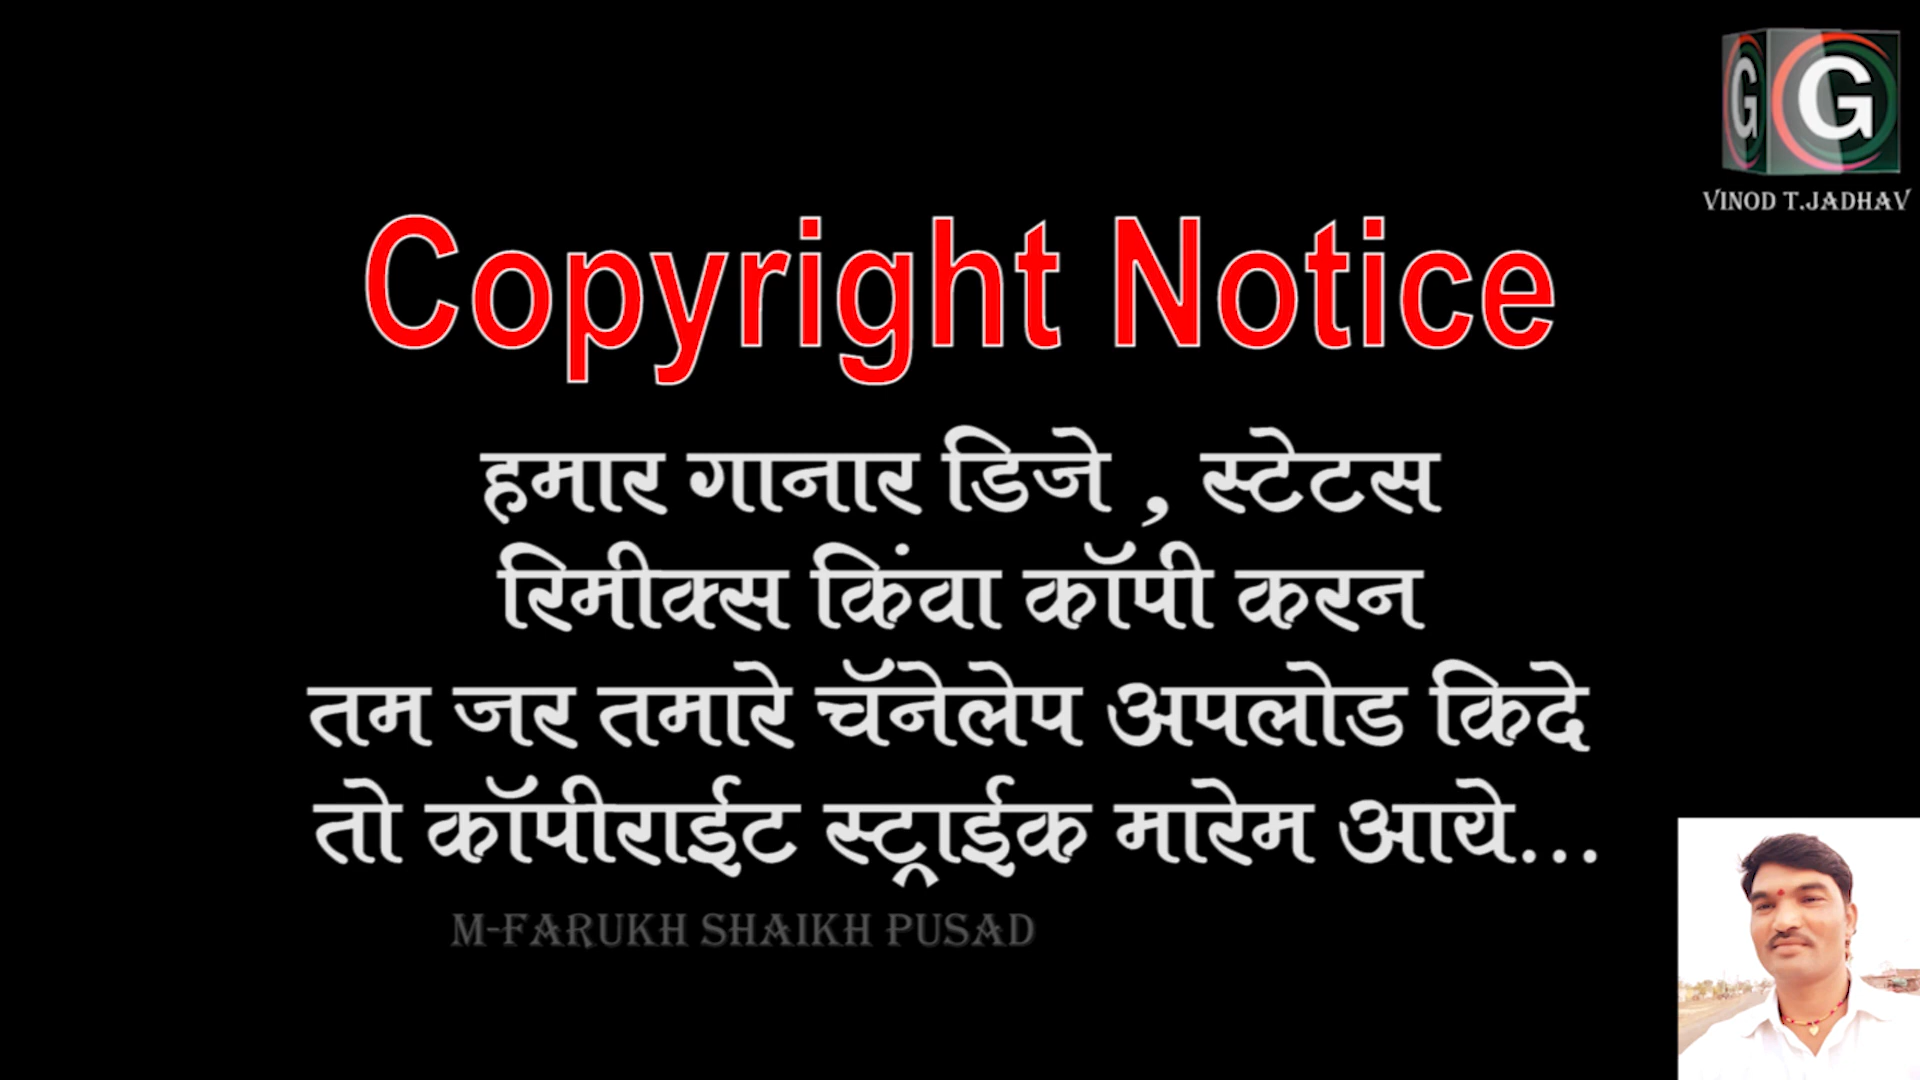 G G
VINOD T.JADHAV
Copyright Notice
हमार गानार डिजे , स्टेटस
रिमीक्स किंवा कॉपी करन
तम जर तमारे चॅनेलेप अपलोड किदे
तो कॉपीराईट स्ट्राईक मारेम आये...
M-FARUKH SHAIKH PUSAD